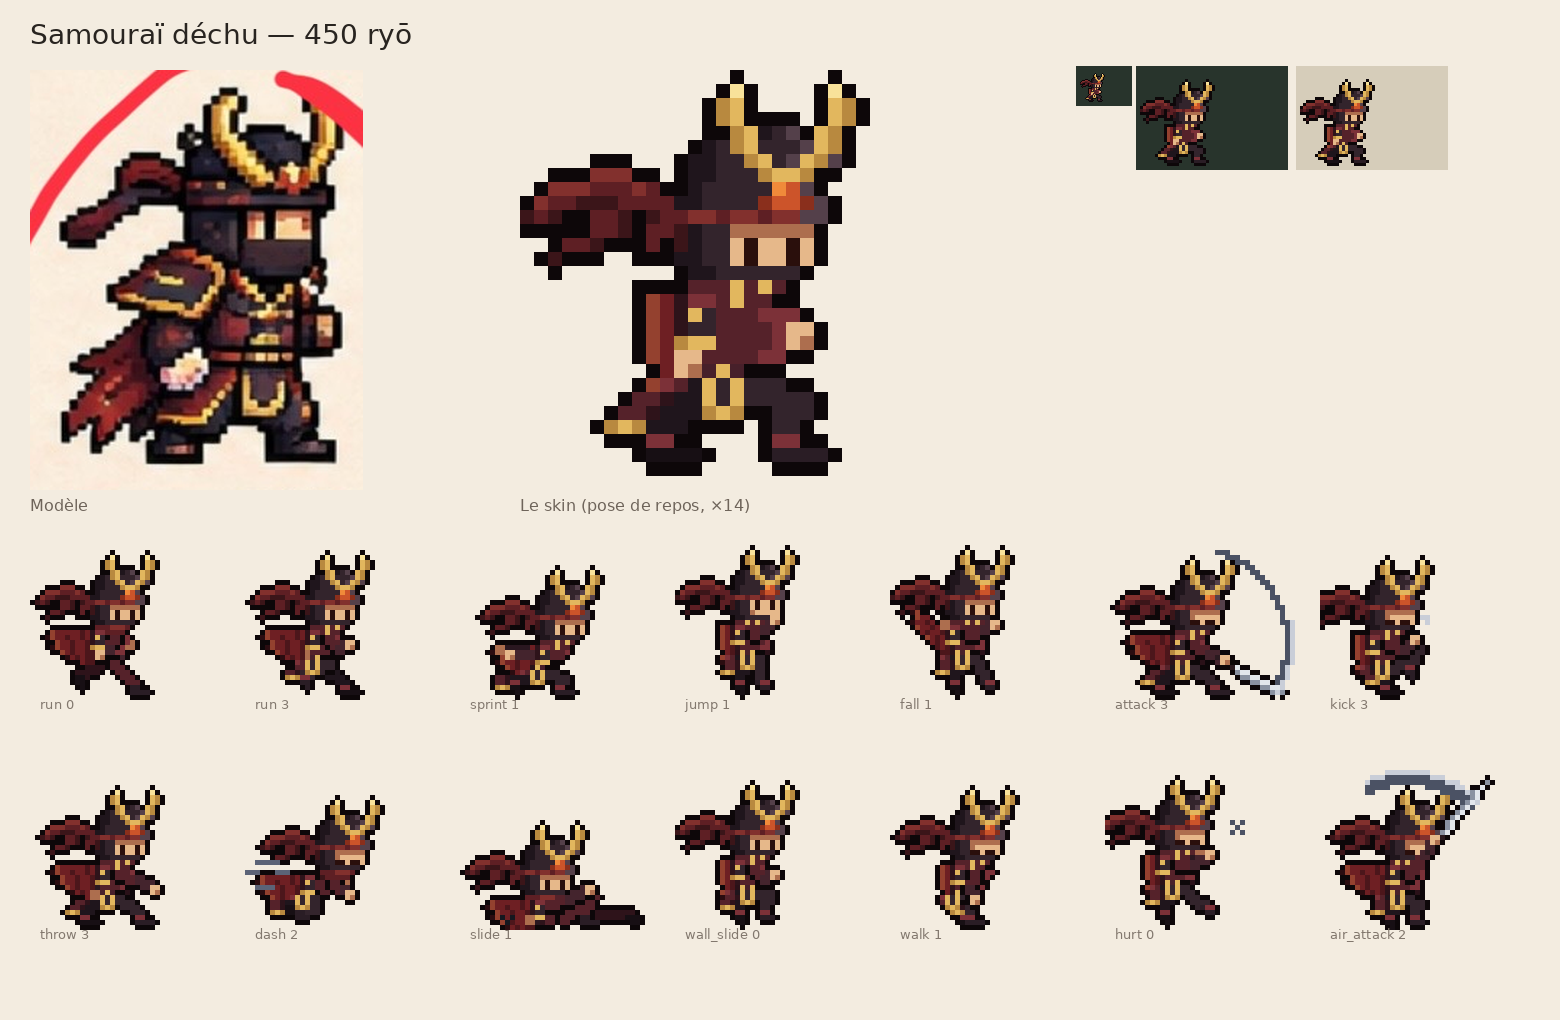 Samouraï déchu — 450 ryō
Modèle
Le skin (pose de repos, ×14)
run 0
run 3
sprint 1
jump 1
fall 1
attack 3
kick 3
throw 3
dash 2
slide 1
wall_slide 0
walk 1
hurt 0
air_attack 2